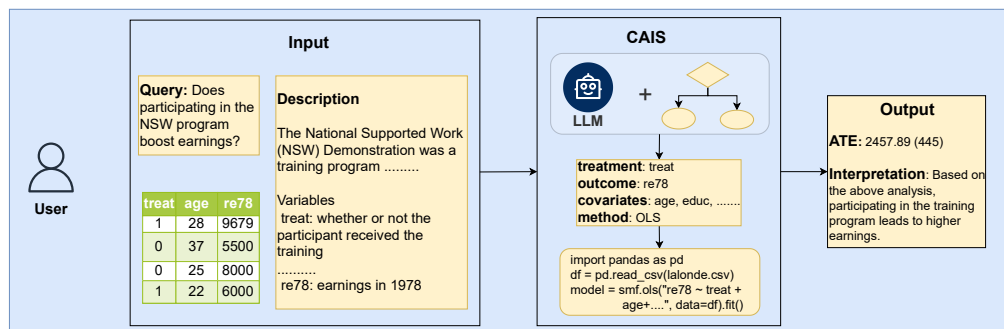 User
Input
Query: Does
participating in the
NSW program
boost earnings?
treat age re78
1 28 9679
0 37 5500
0 25 8000
1 22 6000
Description
The National Supported Work
(NSW) Demonstration was a
training program .........
Variables
treat: whether or not the
participant received the
training
..........
re78: earnings in 1978
CAIS
LLM
+
treatment: treat
outcome: re78
covariates: age, educ, .......
method: OLS
import pandas as pd
df = pd.read_csv(lalonde.csv)
model = smf.ols("re78 ~ treat +
age+....", data=df).fit()
Output
ATE: 2457.89 (445)
Interpretation: Based on
the above analysis,
participating in the training
program leads to higher
earnings.